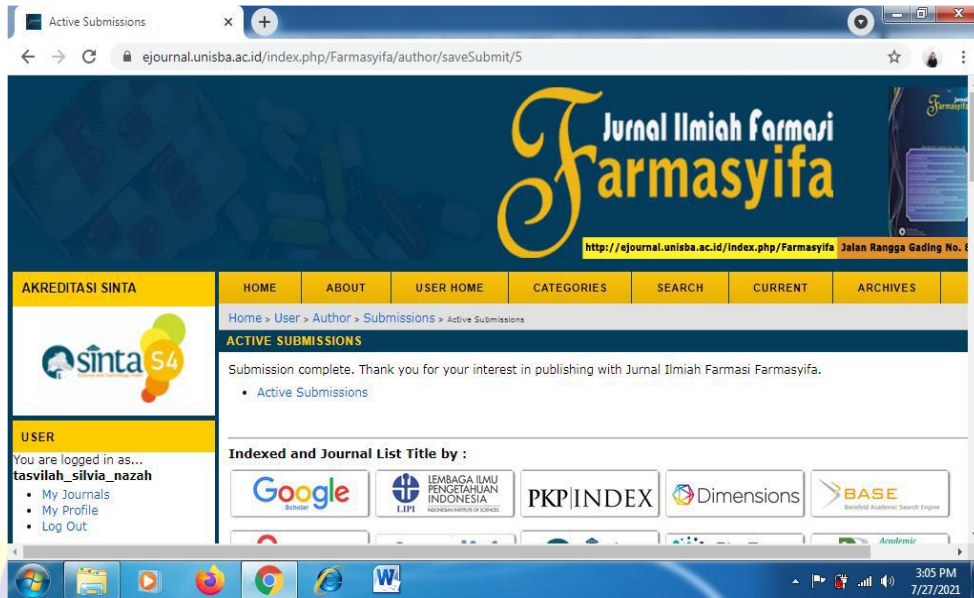 Active Submissions
ejournal.unisba.ac.id/index.php/Farmasyifa/author/saveSubmit/5
Jurnal Ilmiah Farmasi
Farmasyifa
http://ejournal.unisba.ac.id/index.php/Farmasyifa Jalan Rangga Gading No. 8
AKREDITASI SINTA
HOME ABOUT USER HOME CATEGORIES SEARCH CURRENT ARCHIVES
Home > User > Author > Submissions > Active Submissions
ACTIVE SUBMISSIONS
sinta S4
Submission complete. Thank you for your interest in publishing with Jurnal Ilmiah Farmasi Farmasyifa.
• Active Submissions
USER
You are logged in as...
tasvilah_silvia_nazah
• My Journals
• My Profile
• Log Out
Indexed and Journal List Title by :
Google
Scholar
LIPI
LEMBAGA ILMU
PENGETAHUAN
INDONESIA
INDONESIAN INSTITUTE OF SCIENCES
PKP|INDEX
Dimensions
BASE
Bielefeld Academic Search Engine
Academic
3:05 PM
7/27/2021